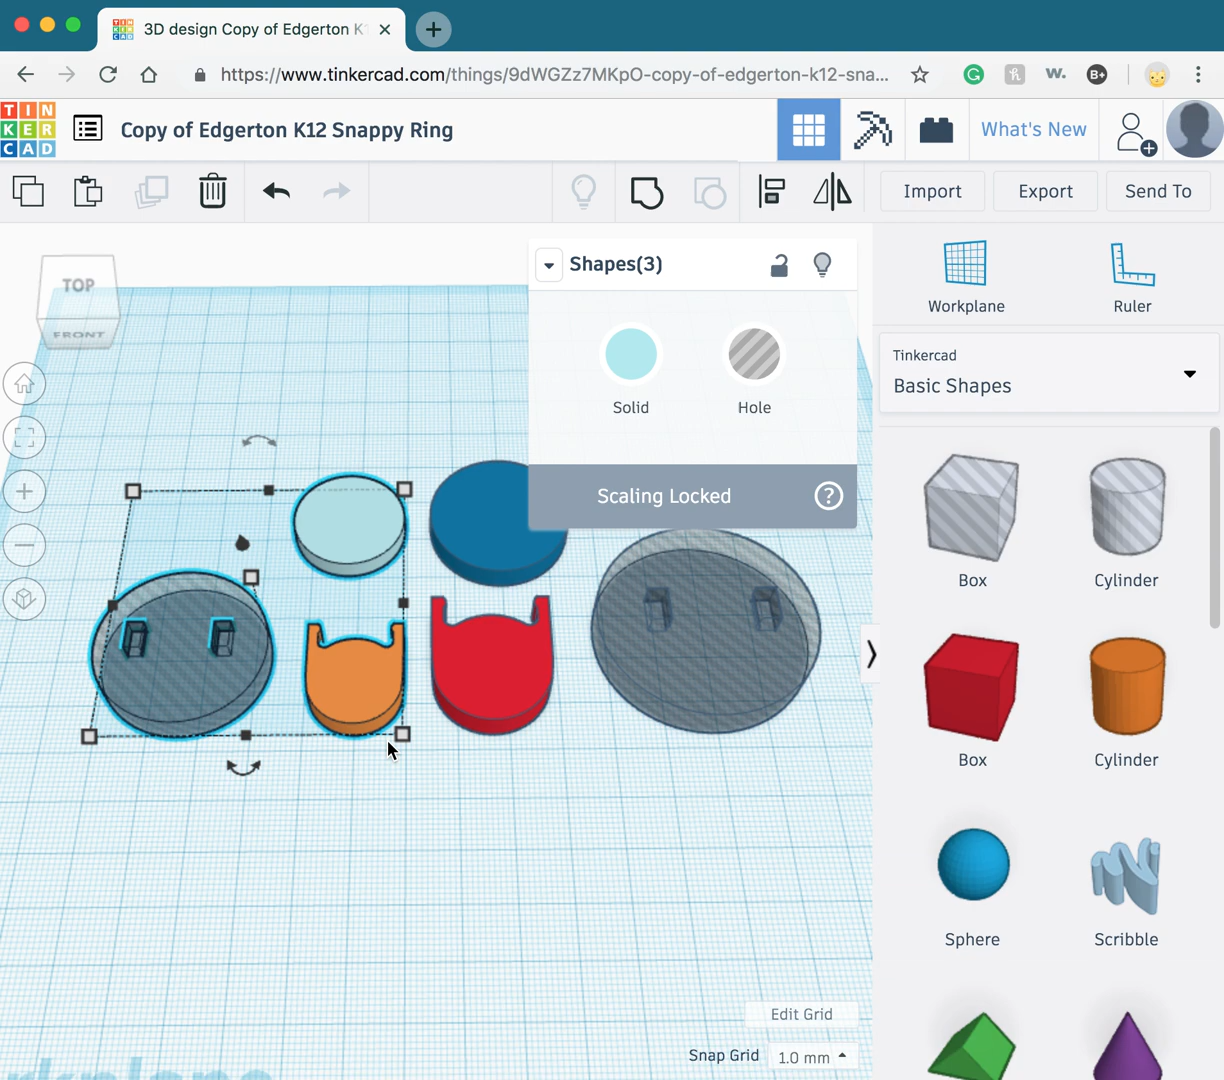 3D design Copy of Edgerton K1
https://www.tinkercad.com/things/9dWGZz7MKpO-copy-of-edgerton-k12-sna...
TIN
KER
CAD
Copy of Edgerton K12 Snappy Ring
What's New
Import
Export
Send To
TOP
FRONT
Shapes(3)
Solid
Hole
Scaling Locked
Workplane
Ruler
Tinkercad
Basic Shapes
Box
Cylinder
Box
Cylinder
Sphere
Scribble
Edit Grid
Snap Grid
1.0 mm